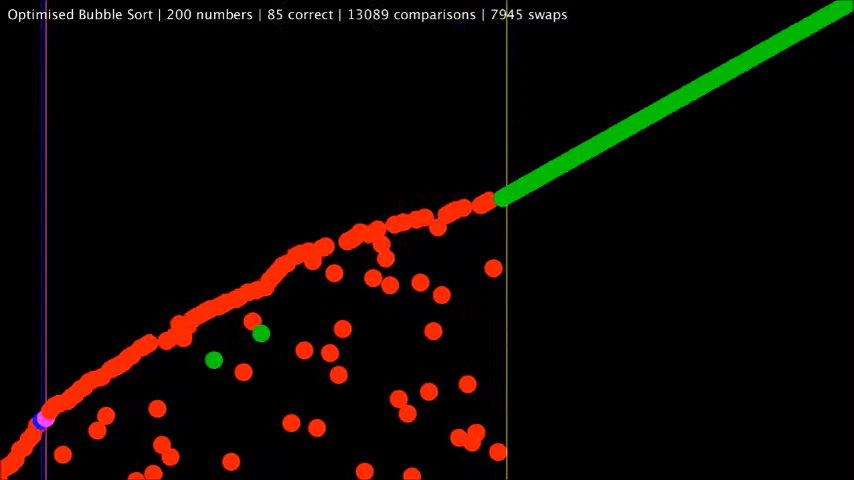 Optimised Bubble Sort | 200 numbers | 85 correct | 13089 comparisons | 7945 swaps